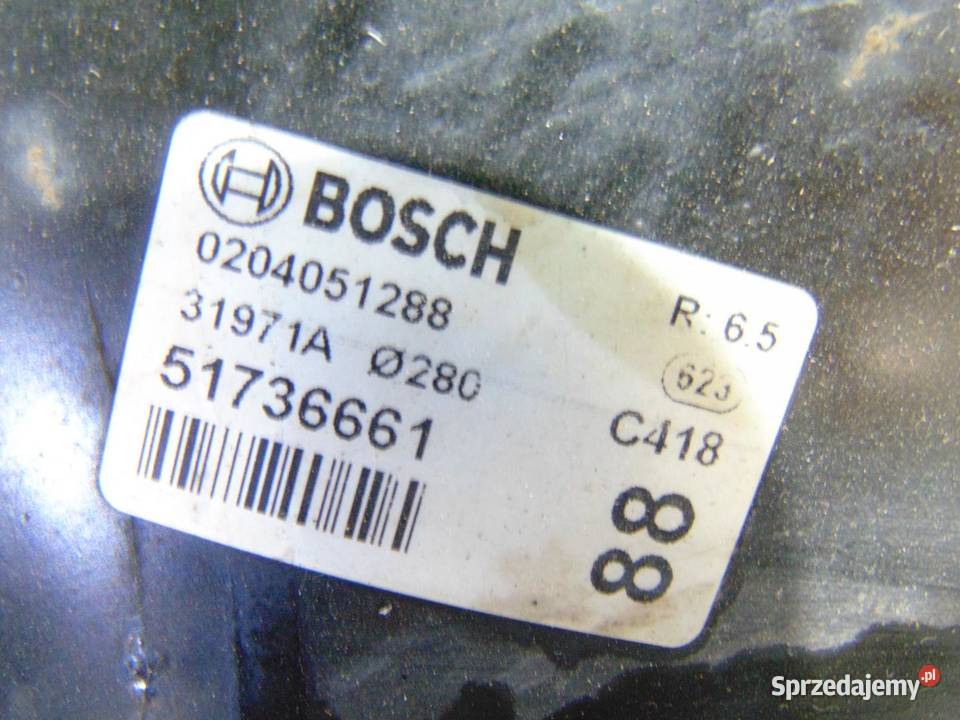 BOSCH
0204051288
R: 6.5
31971A Ø280
623
51736661
C418
88
Sprzedajemy.pl